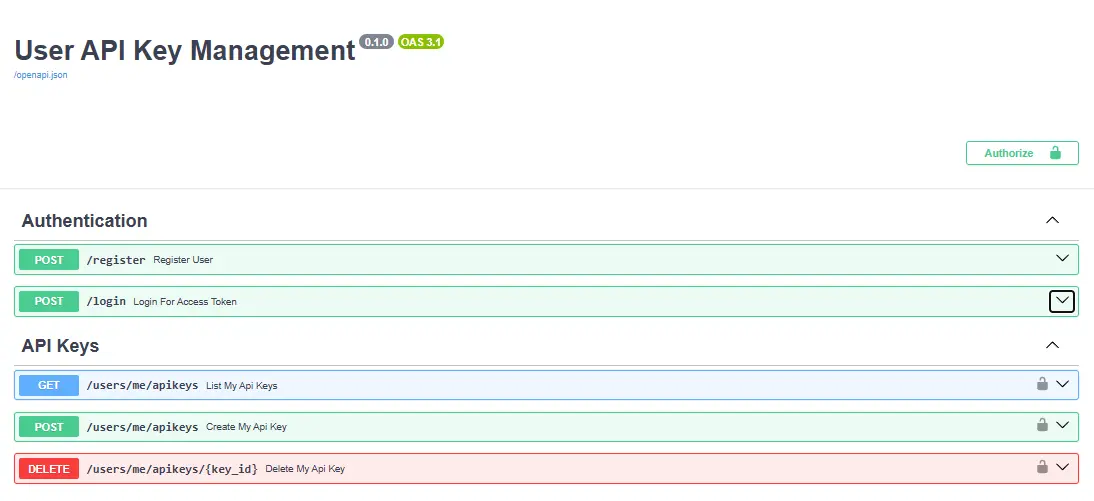 User API Key Management 0.1.0 OAS 3.1
/openapi.json
Authorize
Authentication
POST /register Register User
POST /login Login For Access Token
API Keys
GET /users/me/apikeys List My Api Keys
POST /users/me/apikeys Create My Api Key
DELETE /users/me/apikeys/{key_id} Delete My Api Key